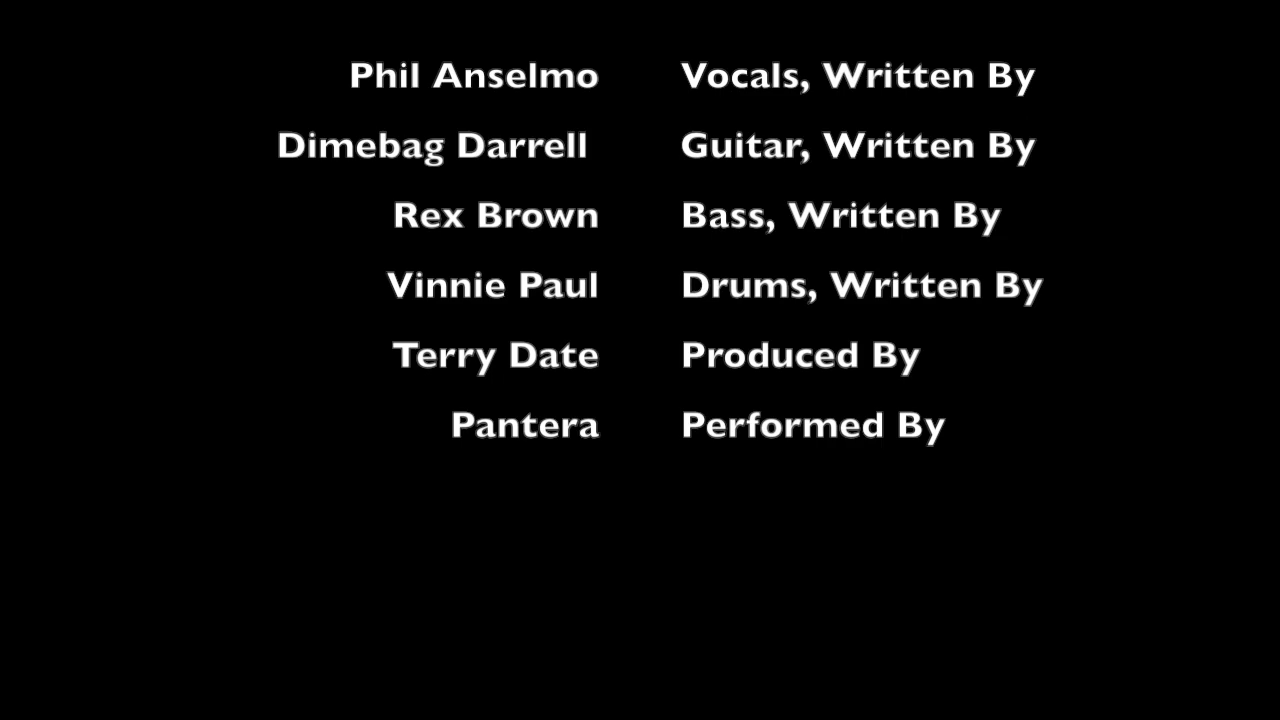 Phil Anselmo Vocals, Written By
Dimebag Darrell Guitar, Written By
Rex Brown Bass, Written By
Vinnie Paul Drums, Written By
Terry Date Produced By
Pantera Performed By